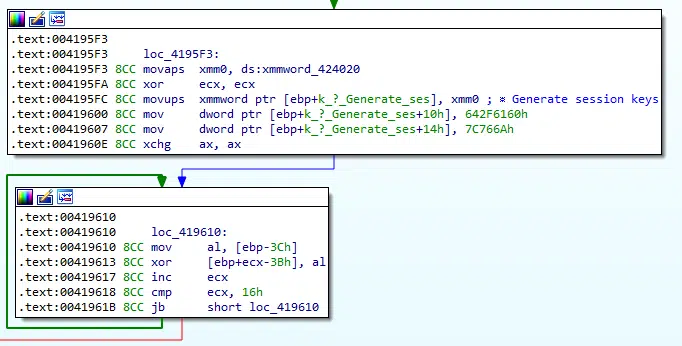 .text:004195F3
.text:004195F3 loc_4195F3:
.text:004195F3 8CC movaps xmm0, ds:xmmword_424020
.text:004195FA 8CC xor ecx, ecx
.text:004195FC 8CC movups xmmword ptr [ebp+k_?_Generate_ses], xmm0 ; * Generate session keys
.text:00419600 8CC mov dword ptr [ebp+k_?_Generate_ses+10h], 642F6160h
.text:00419607 8CC mov dword ptr [ebp+k_?_Generate_ses+14h], 7C766Ah
.text:0041960E 8CC xchg ax, ax
.text:00419610
.text:00419610 loc_419610:
.text:00419610 8CC mov al, [ebp-3Ch]
.text:00419613 8CC xor [ebp+ecx-3Bh], al
.text:00419617 8CC inc ecx
.text:00419618 8CC cmp ecx, 16h
.text:0041961B 8CC jb short loc_419610